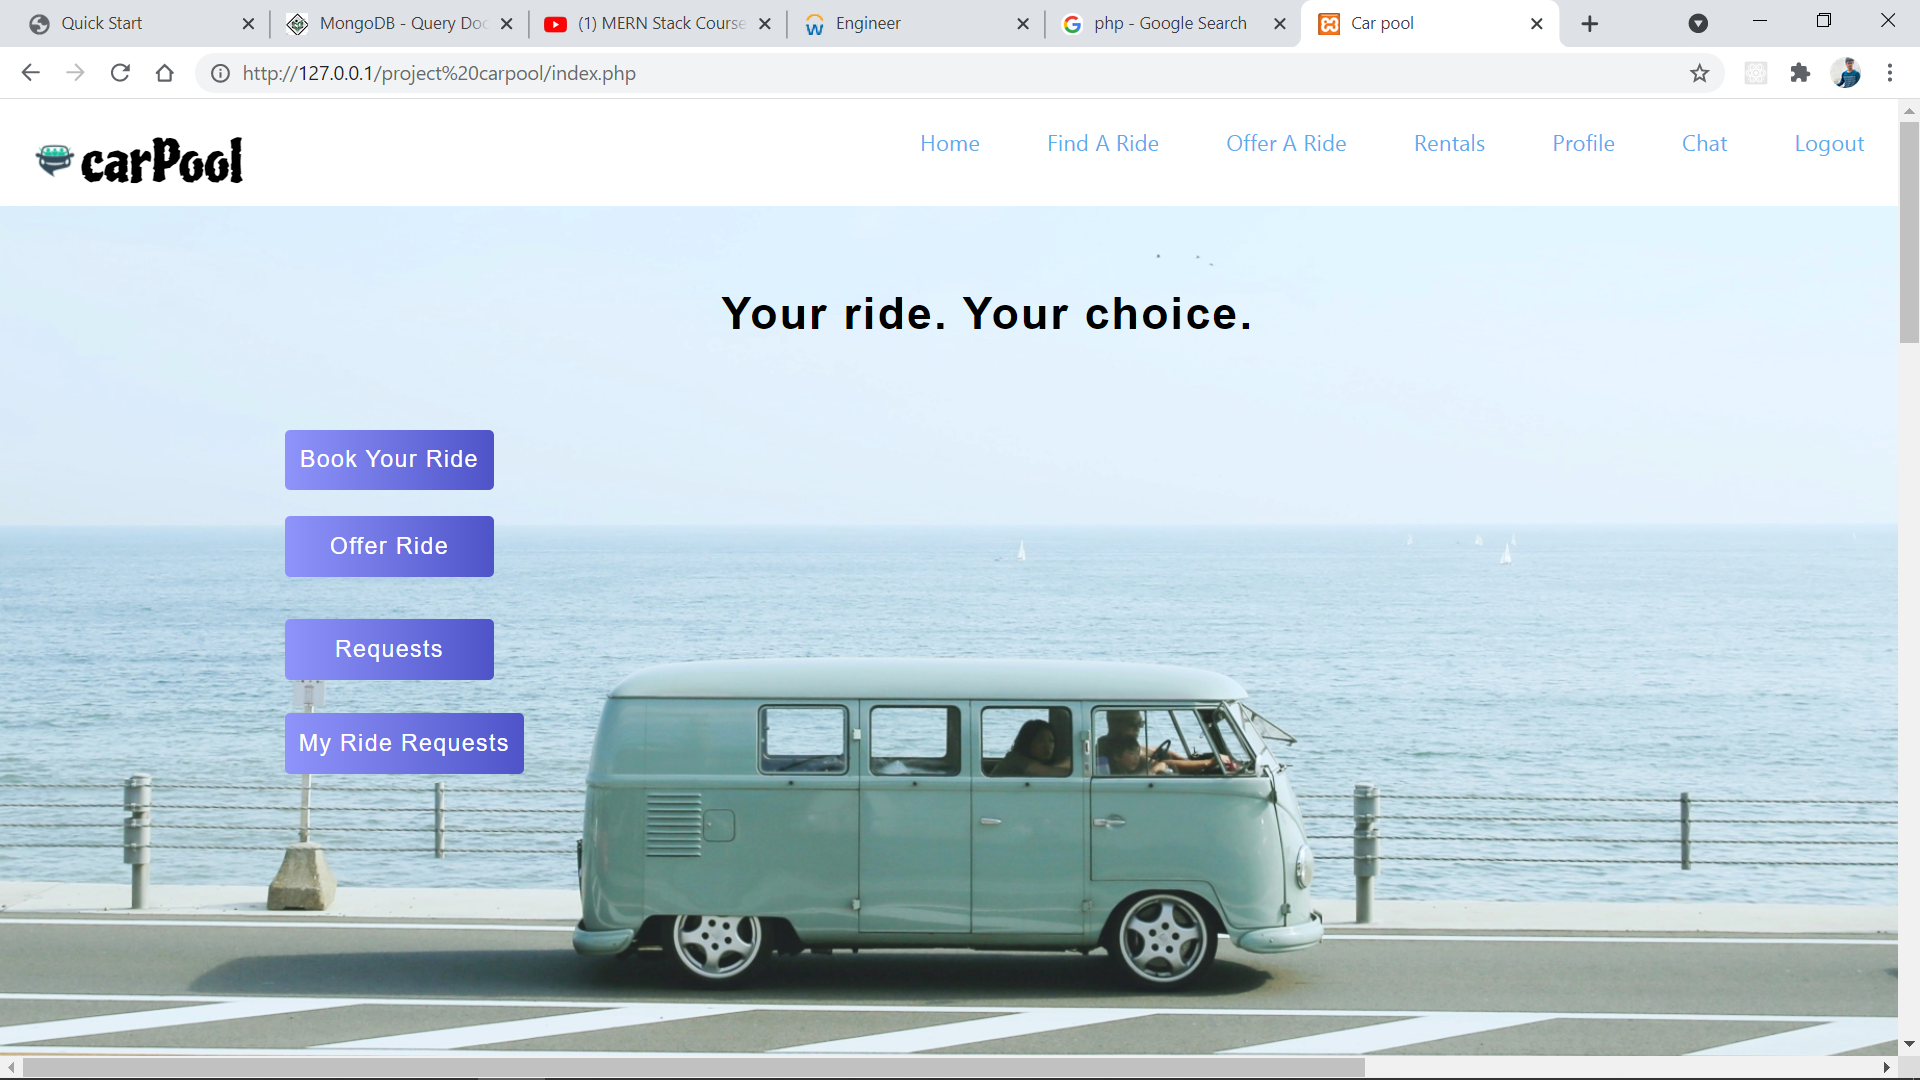 Quick Start
MongoDB - Query Doc
(1) MERN Stack Course
Engineer
php - Google Search
Car pool
http://127.0.0.1/project%20carpool/index.php
carPool
Home
Find A Ride
Offer A Ride
Rentals
Profile
Chat
Logout
Your ride. Your choice.
Book Your Ride
Offer Ride
Requests
My Ride Requests